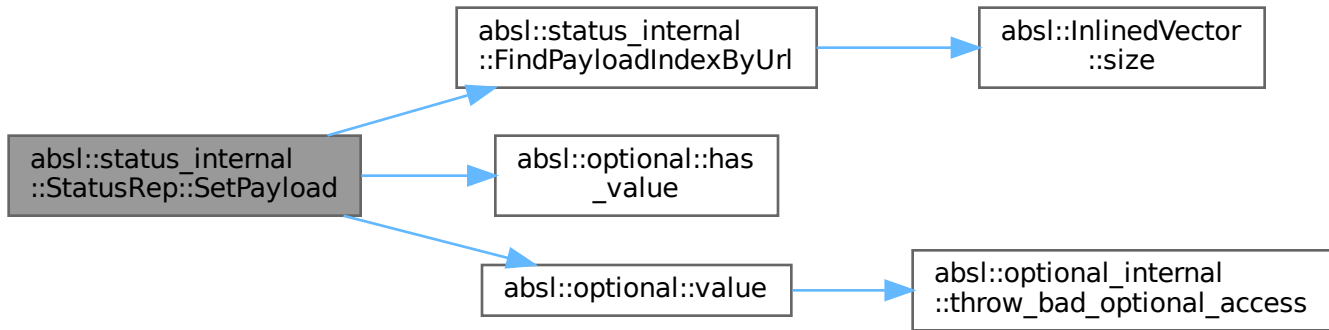 absl::status_internal
::StatusRep::SetPayload
absl::status_internal
::FindPayloadIndexByUrl
absl::InlinedVector
::size
absl::optional::has
_value
absl::optional::value
absl::optional_internal
::throw_bad_optional_access